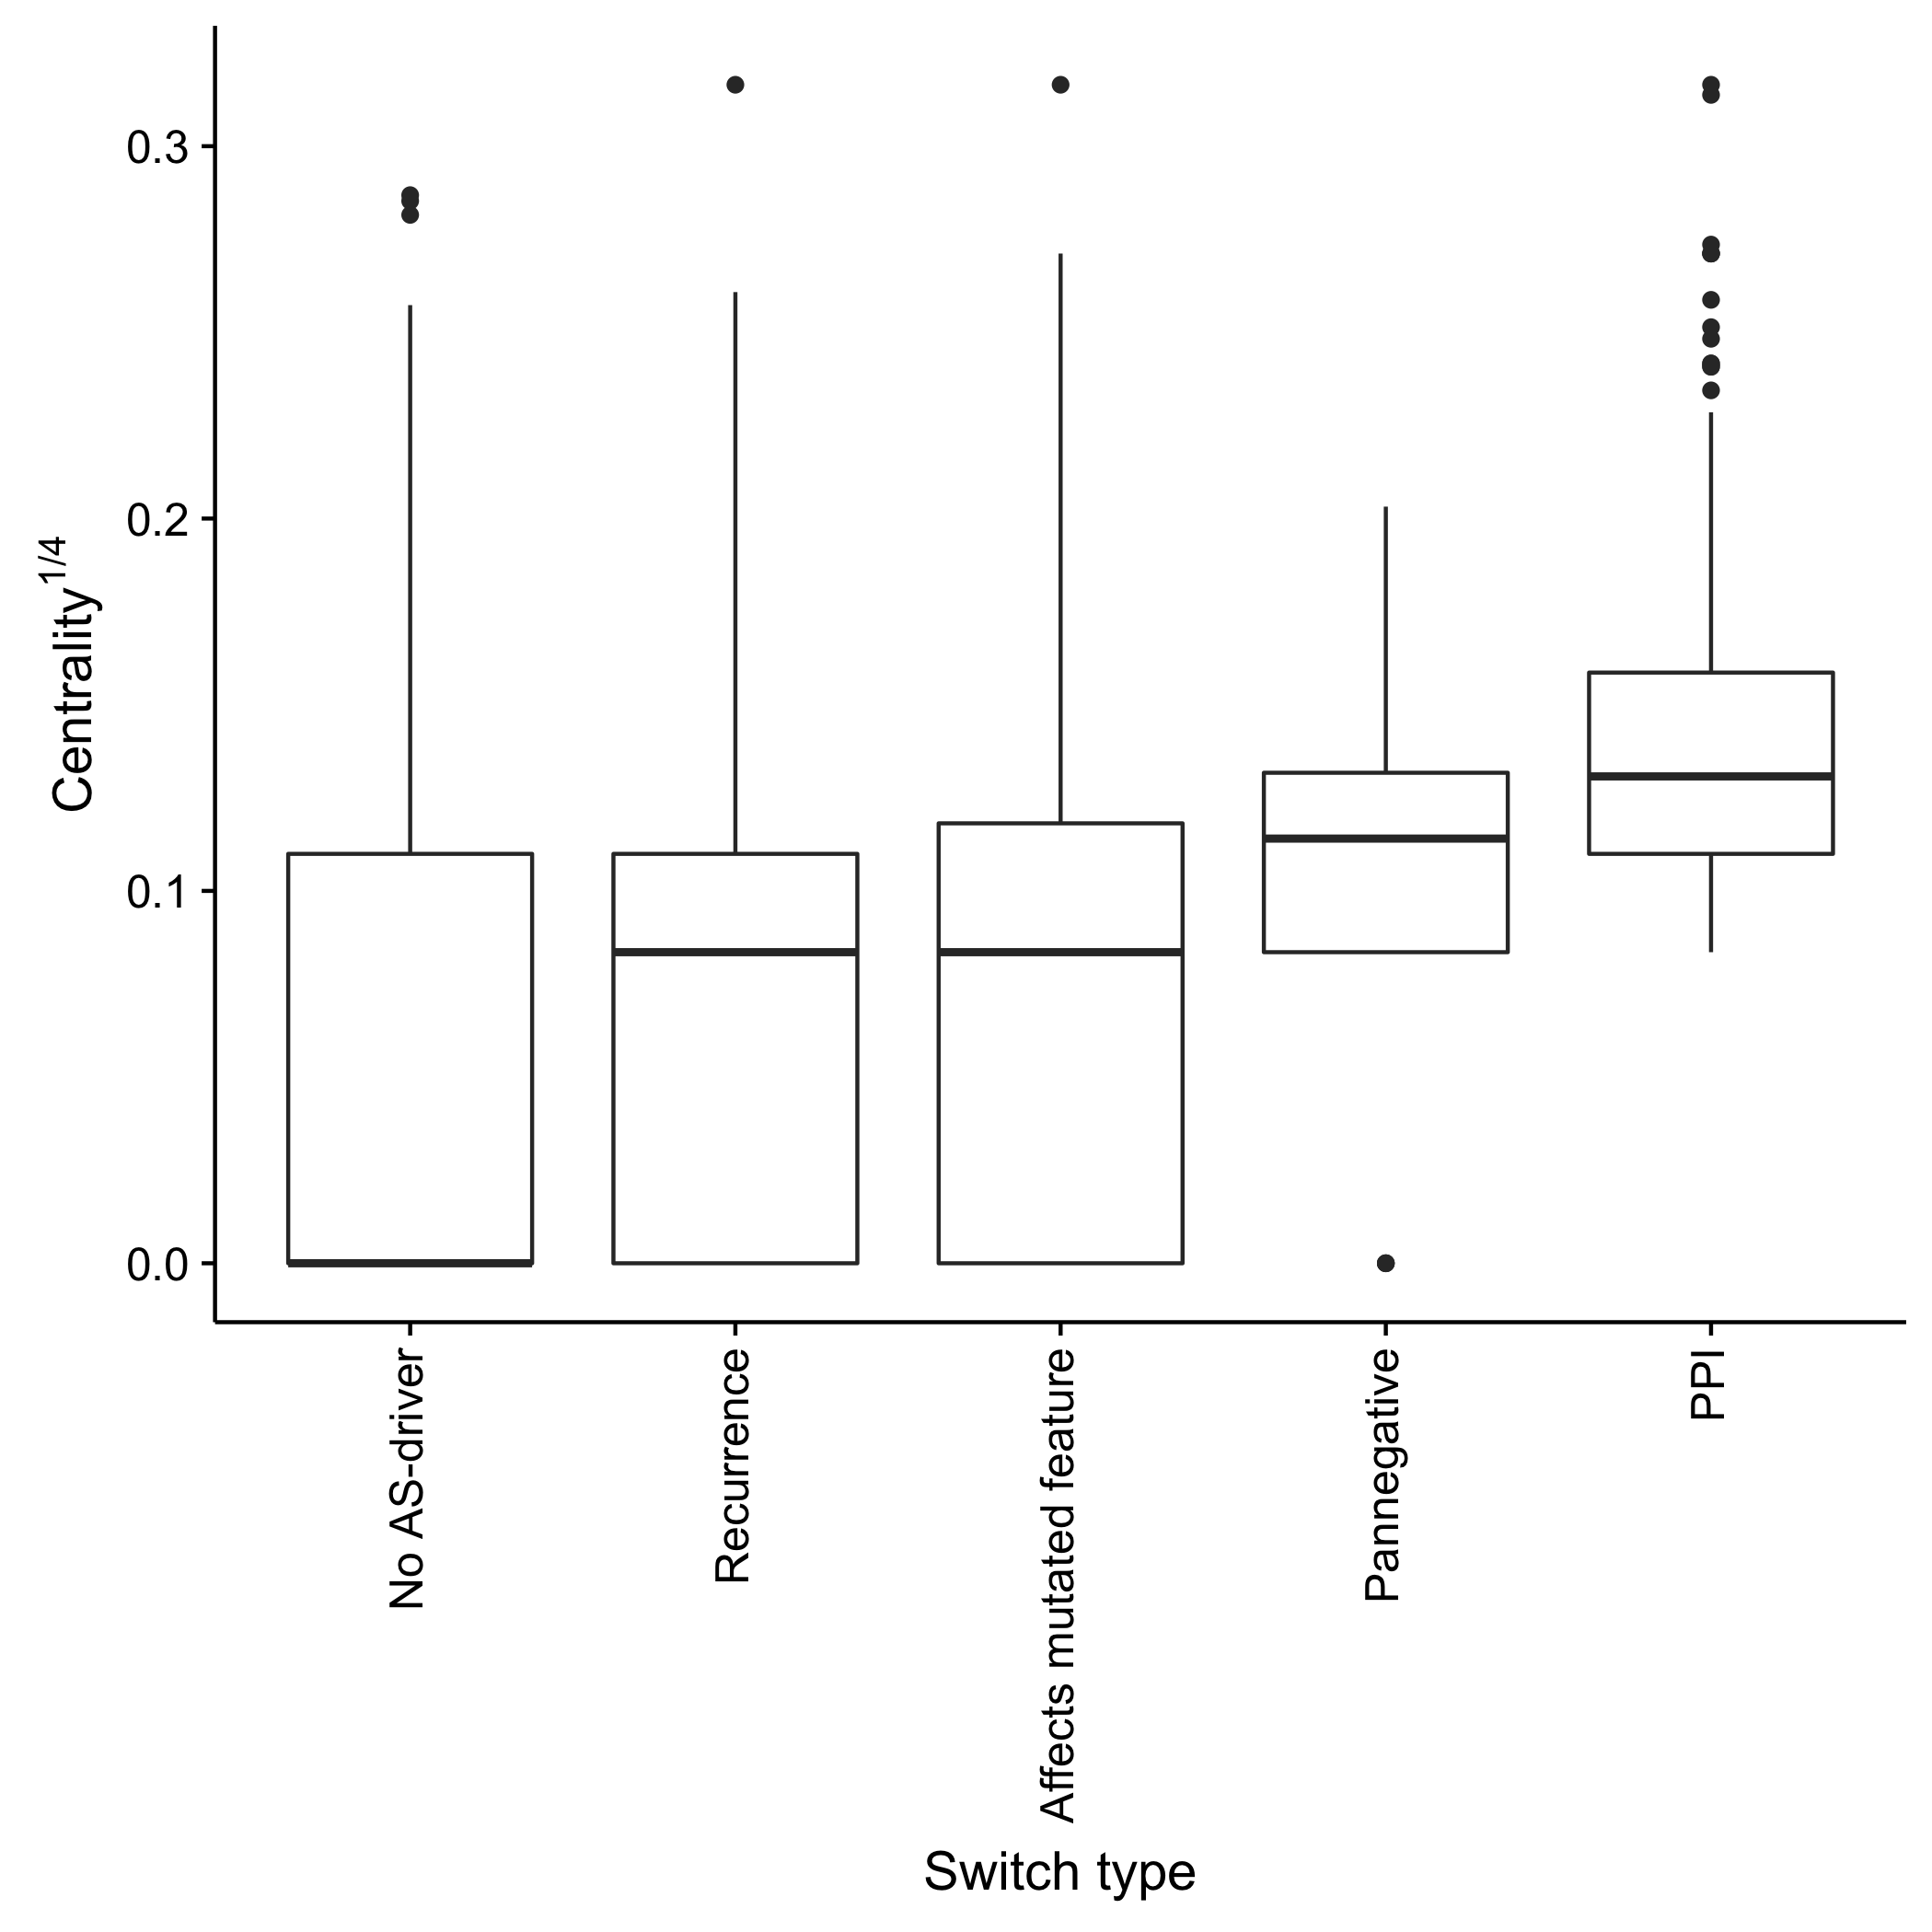 Centrality1/4
0.3
0.2
0.1
0.0
No AS-driver
Recurrence
Affects mutated feature
Pannegative
PPI
Switch type